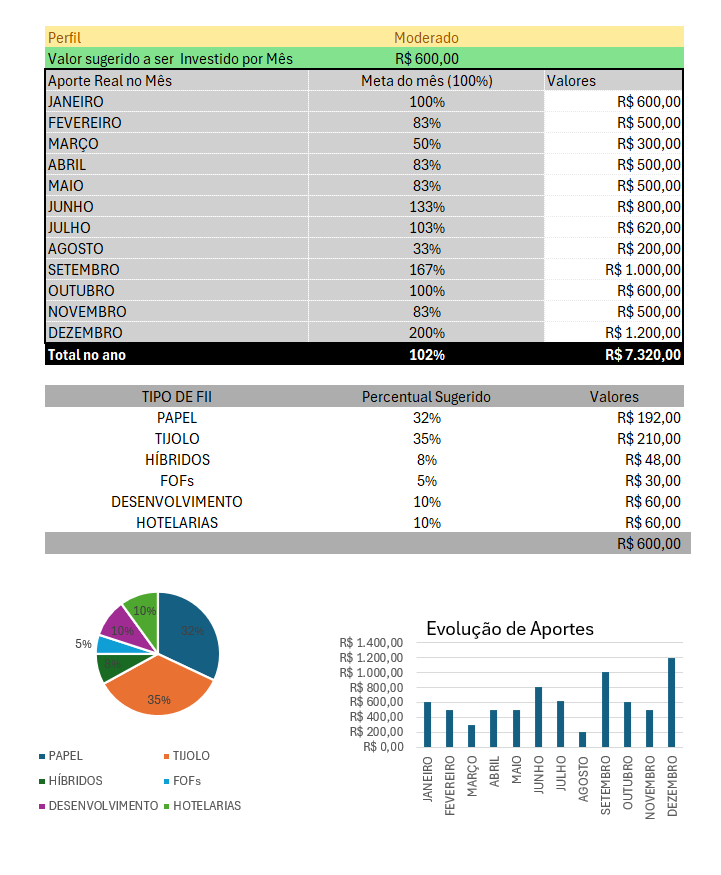 Perfil Moderado
Valor sugerido a ser Investido por Mês R$ 600,00
Aporte Real no Mês Meta do mês (100%) Valores
JANEIRO 100% R$ 600,00
FEVEREIRO 83% R$ 500,00
MARÇO 50% R$ 300,00
ABRIL 83% R$ 500,00
MAIO 83% R$ 500,00
JUNHO 133% R$ 800,00
JULHO 103% R$ 620,00
AGOSTO 33% R$ 200,00
SETEMBRO 167% R$ 1.000,00
OUTUBRO 100% R$ 600,00
NOVEMBRO 83% R$ 500,00
DEZEMBRO 200% R$ 1.200,00
Total no ano 102% R$ 7.320,00
TIPO DE FII Percentual Sugerido Valores
PAPEL 32% R$ 192,00
TIJOLO 35% R$ 210,00
HÍBRIDOS 8% R$ 48,00
FOFs 5% R$ 30,00
DESENVOLVIMENTO 10% R$ 60,00
HOTELARIAS 10% R$ 60,00
R$ 600,00
10%
32%
10%
5%
8%
35%
PAPEL TIJOLO
HÍBRIDOS FOFs
DESENVOLVIMENTO HOTELARIAS
Evolução de Aportes
R$ 1.400,00
R$ 1.200,00
R$ 1.000,00
R$ 800,00
R$ 600,00
R$ 400,00
R$ 200,00
R$ 0,00
JANEIRO
FEVEREIRO
MARÇO
ABRIL
MAIO
JUNHO
JULHO
AGOSTO
SETEMBRO
OUTUBRO
NOVEMBRO
DEZEMBRO